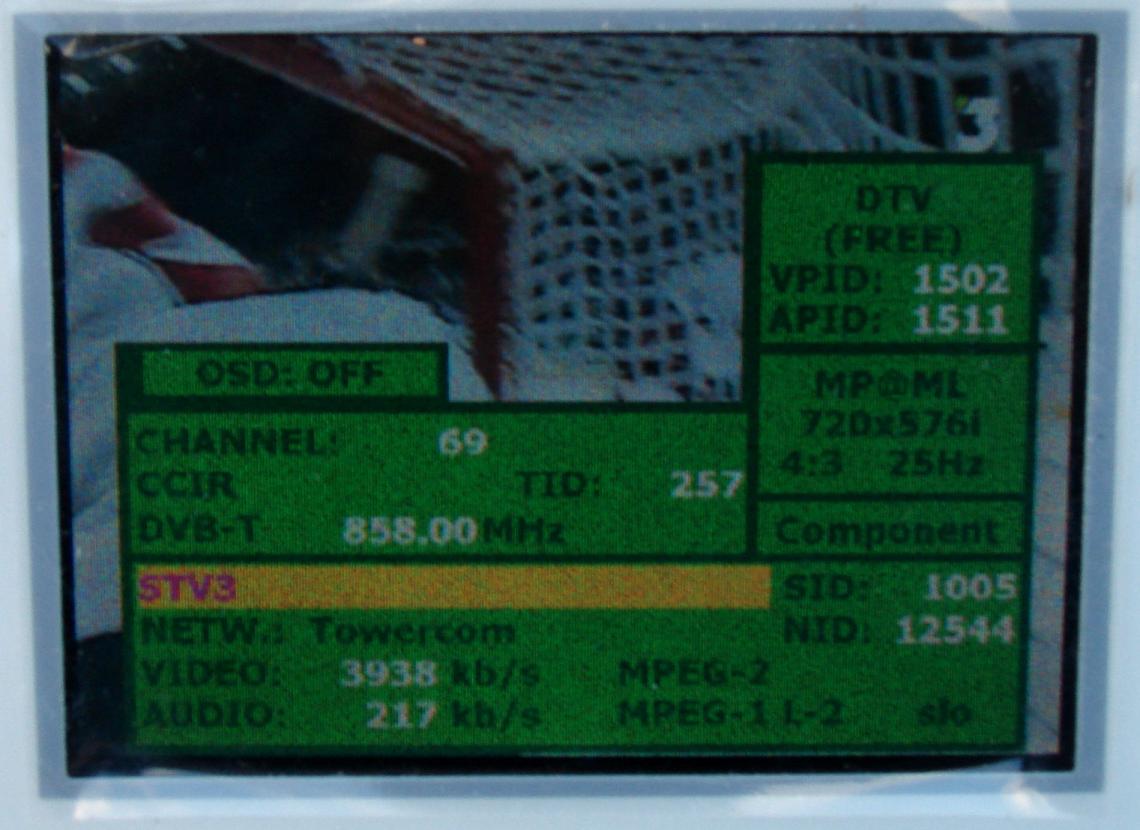 3
DTV
(FREE)
VPID: 1502
APID: 1511
OSD: OFF
MP@ML
720x576i
4:3 25Hz
CHANNEL: 69
CCIR TID: 257
DVB-T 858.00 MHz
Component
STV3 SID: 1005
NETW.: Towercom NID: 12544
VIDEO: 3938 kb/s MPEG-2
AUDIO: 217 kb/s MPEG-1 L-2 slo